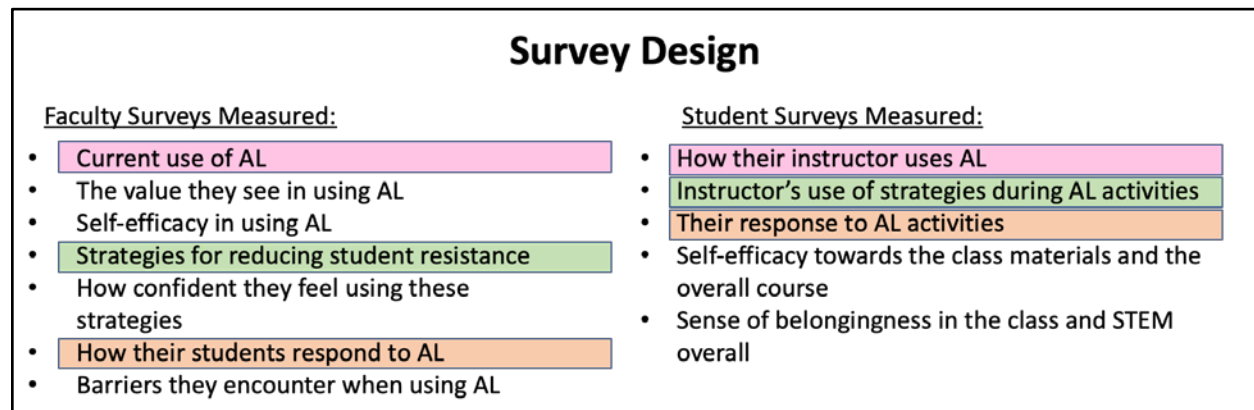 Survey Design
Faculty Surveys Measured:
• Current use of AL
• The value they see in using AL
• Self-efficacy in using AL
• Strategies for reducing student resistance
• How confident they feel using these
strategies
• How their students respond to AL
• Barriers they encounter when using AL
Student Surveys Measured:
• How their instructor uses AL
• Instructor's use of strategies during AL activities
• Their response to AL activities
• Self-efficacy towards the class materials and the
overall course
• Sense of belongingness in the class and STEM
overall